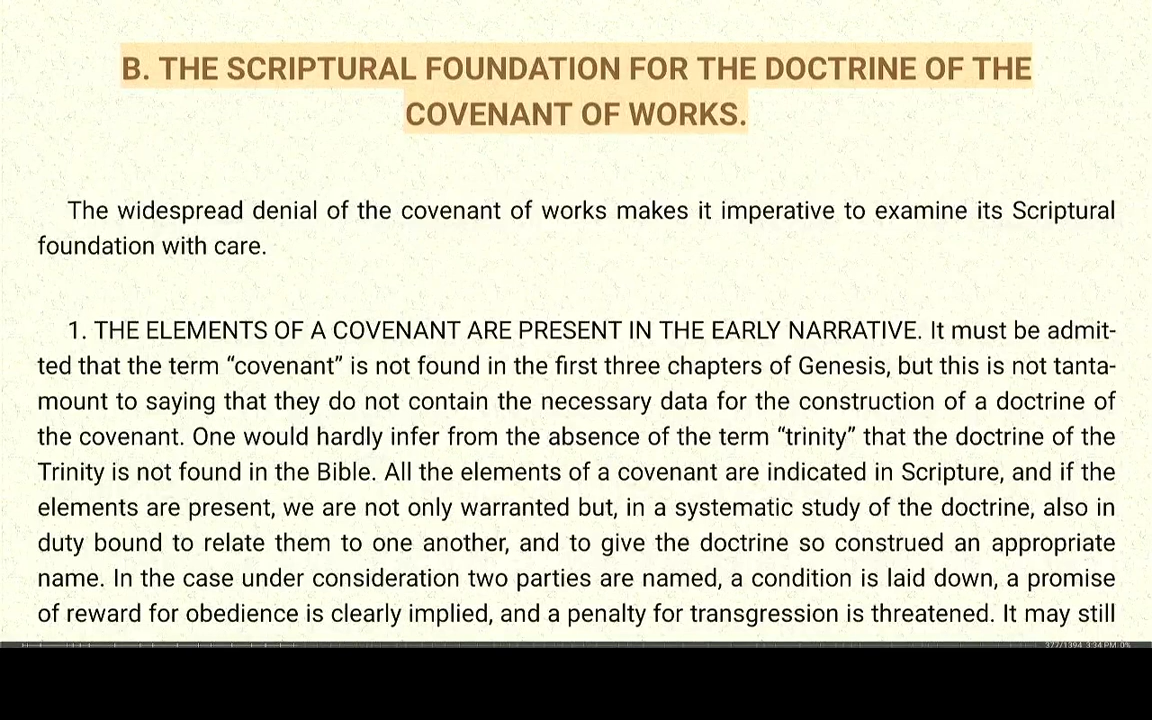 B. THE SCRIPTURAL FOUNDATION FOR THE DOCTRINE OF THE
COVENANT OF WORKS.
The widespread denial of the covenant of works makes it imperative to examine its Scriptural
foundation with care.
1. THE ELEMENTS OF A COVENANT ARE PRESENT IN THE EARLY NARRATIVE. It must be admit-
ted that the term “covenant” is not found in the first three chapters of Genesis, but this is not tanta-
mount to saying that they do not contain the necessary data for the construction of a doctrine of
the covenant. One would hardly infer from the absence of the term “trinity” that the doctrine of the
Trinity is not found in the Bible. All the elements of a covenant are indicated in Scripture, and if the
elements are present, we are not only warranted but, in a systematic study of the doctrine, also in
duty bound to relate them to one another, and to give the doctrine so construed an appropriate
name. In the case under consideration two parties are named, a condition is laid down, a promise
of reward for obedience is clearly implied, and a penalty for transgression is threatened. It may still
377/1394 3:34 PM 0%